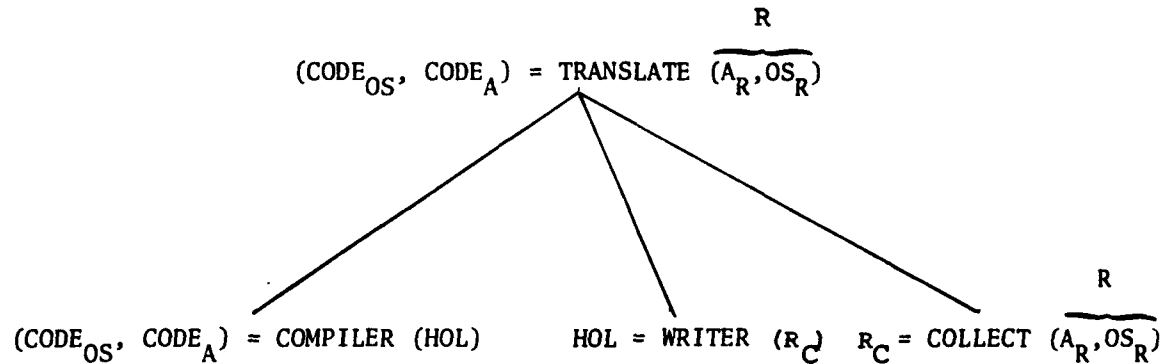 R
(CODE_OS, CODE_A) = TRANSLATE (A_R,OS_R)
R
(CODE_OS, CODE_A) = COMPILER (HOL) HOL = WRITER (R_C) R_C = COLLECT (A_R,OS_R)